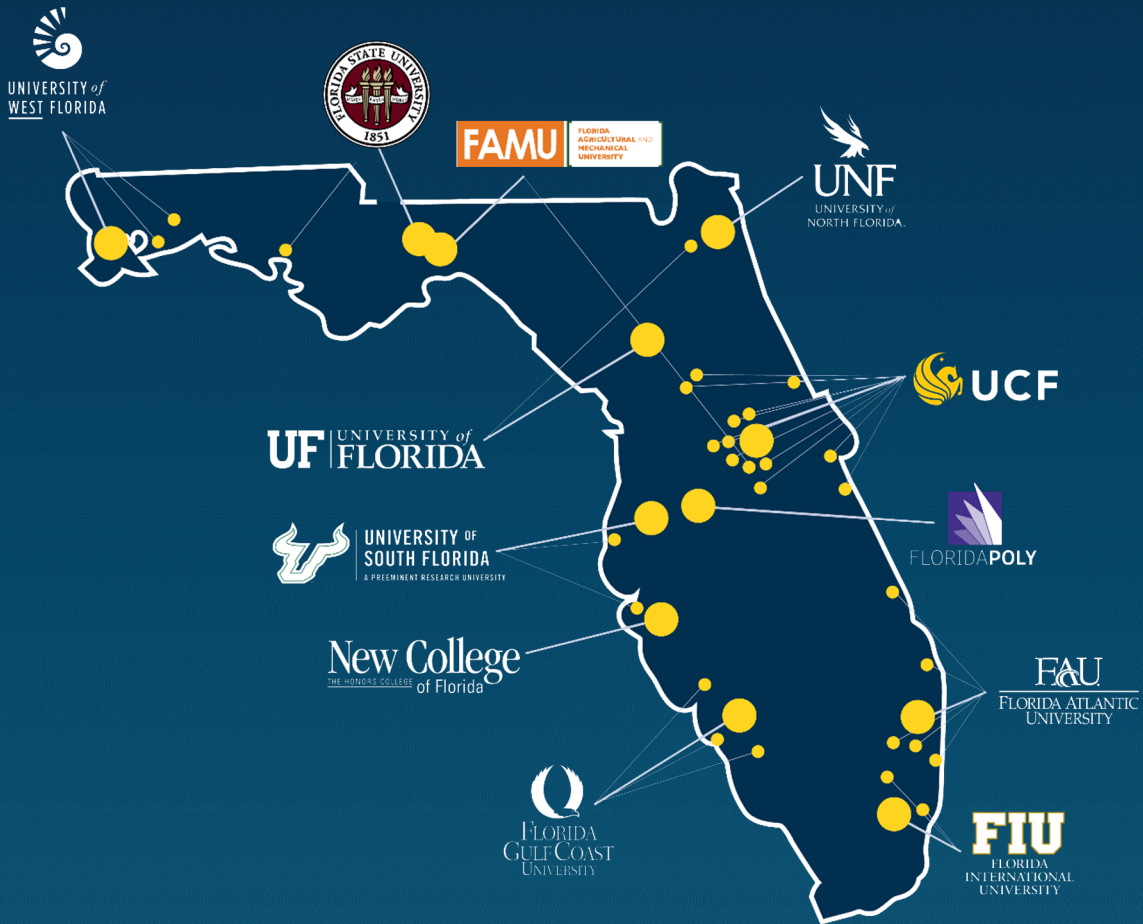 UNIVERSITY of
WEST FLORIDA
FLORIDA STATE UNIVERSITY
1851
FAMU
FLORIDA
AGRICULTURAL AND
MECHANICAL
UNIVERSITY
UNF
UNIVERSITY of
NORTH FLORIDA.
UCF
UF
UNIVERSITY of
FLORIDA
UNIVERSITY OF
SOUTH FLORIDA
A PREEMINENT RESEARCH UNIVERSITY
FLORIDAPOLY
New College
THE HONORS COLLEGE
of Florida
FAU
FLORIDA ATLANTIC
UNIVERSITY
FLORIDA
GULF COAST
UNIVERSITY
FIU
FLORIDA
INTERNATIONAL
UNIVERSITY